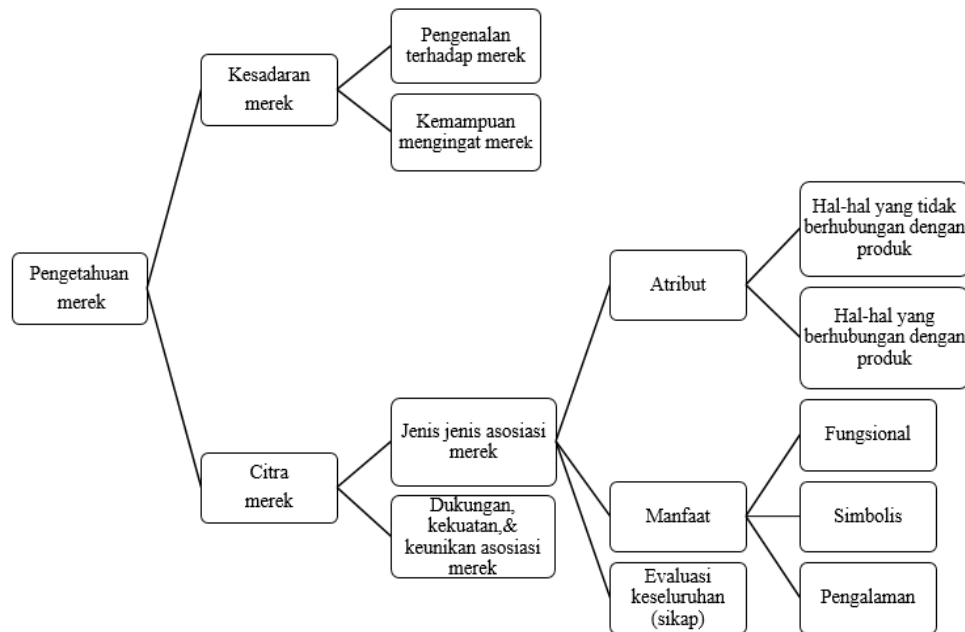 Pengetahuan
merek
Kesadaran
merek
Pengenalan
terhadap merek
Kemampuan
mengingat merek
Citra
merek
Jenis jenis asosiasi
merek
Dukungan,
kekuatan,&
keunikan asosiasi
merek
Atribut
Hal-hal yang tidak
berhubungan dengan
produk
Hal-hal yang
berhubungan dengan
produk
Manfaat
Fungsional
Simbolis
Pengalaman
Evaluasi
keseluruhan
(sikap)